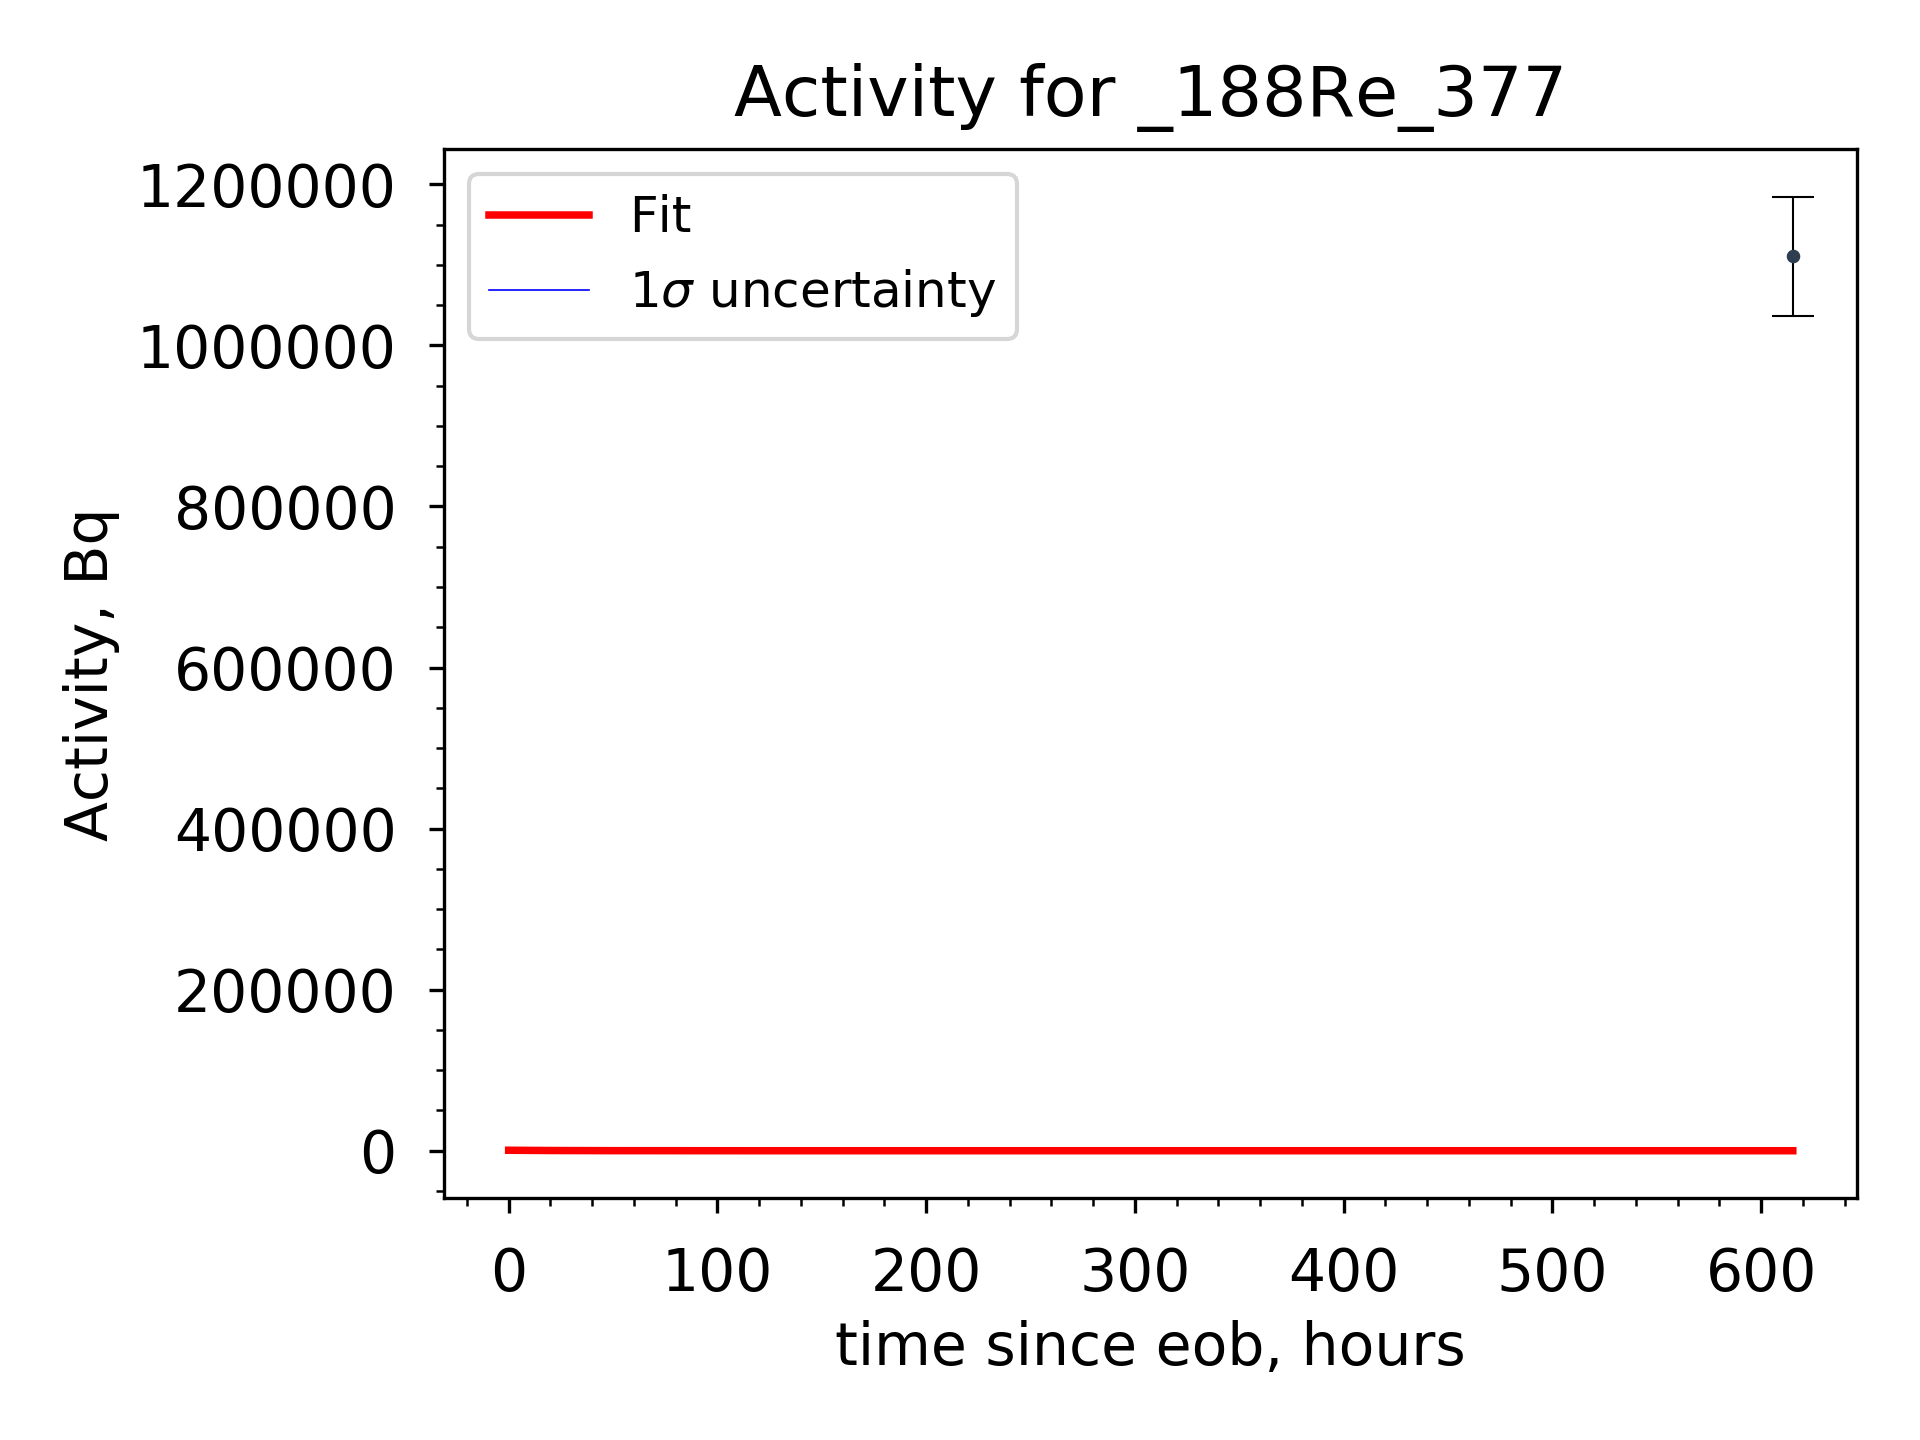 Activity for _188Re_377
Fit
1σ uncertainty
1200000
1000000
800000
600000
400000
200000
0
Activity, Bq
0 100 200 300 400 500 600
time since eob, hours